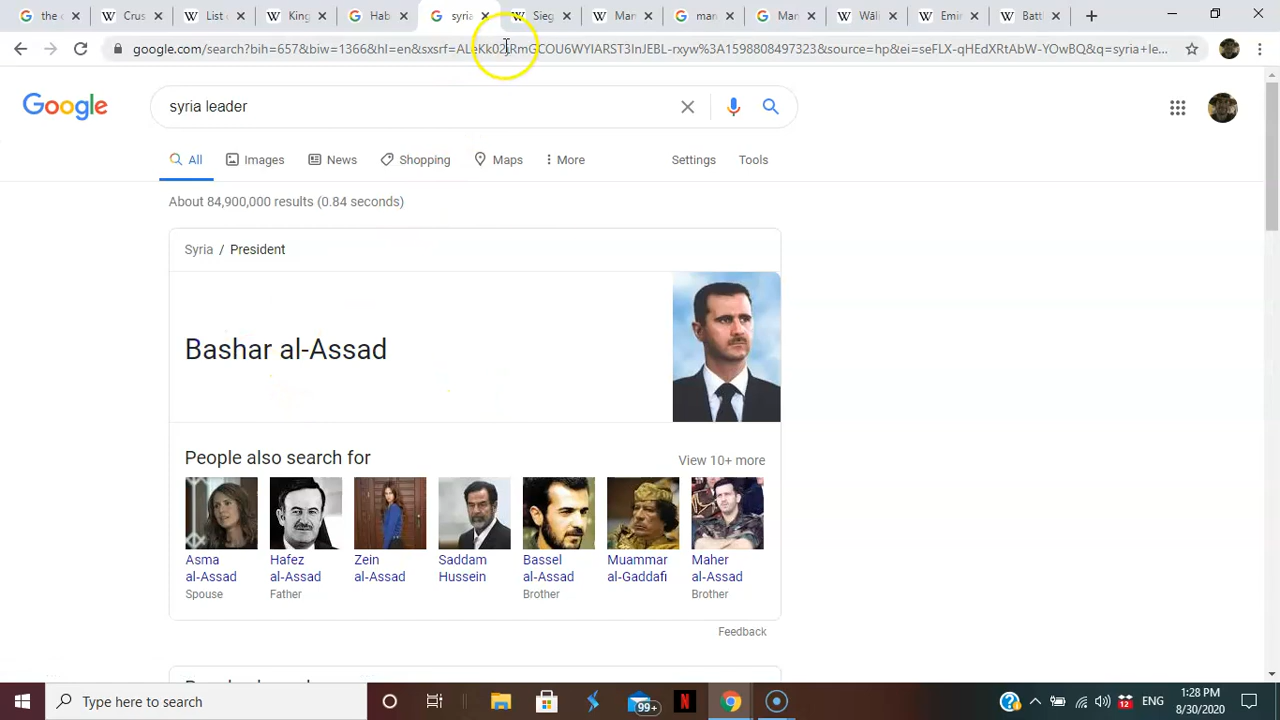 the c
Crus
List
King
Hab
syria
Sieg
Mar
mar
Mar
Wāli
Emi
Batt
google.com/search?bih=657&biw=1366&hl=en&sxsrf=ALeKk02jRmGCOU6WYIARST3InJEBL-rxyw%3A1598808497323&source=hp&ei=seFLX-qHEdXRtAbW-YOwBQ&q=syria+le...
Google
syria leader
All
Images
News
Shopping
Maps
More
Settings
Tools
About 84,900,000 results (0.84 seconds)
Syria / President
Bashar al-Assad
People also search for
View 10+ more
Asma al-Assad
Spouse
Hafez al-Assad
Father
Zein al-Assad
Saddam Hussein
Bassel al-Assad
Brother
Muammar al-Gaddafi
Maher al-Assad
Brother
Feedback
Type here to search
99+
N
12
ENG
1:28 PM
8/30/2020